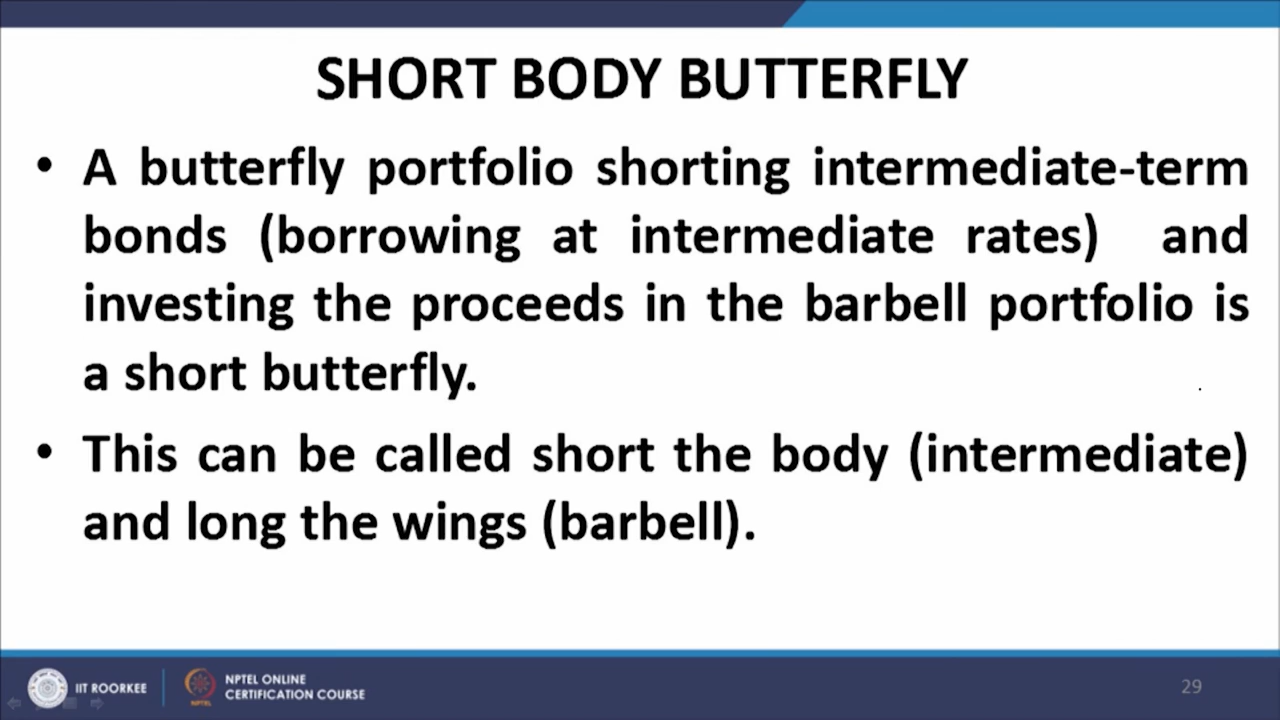 SHORT BODY BUTTERFLY
• A butterfly portfolio shorting intermediate-term
bonds (borrowing at intermediate rates) and
investing the proceeds in the barbell portfolio is
a short butterfly.
• This can be called short the body (intermediate)
and long the wings (barbell).
IIT ROORKEE
NPTEL
NPTEL ONLINE
CERTIFICATION COURSE
29